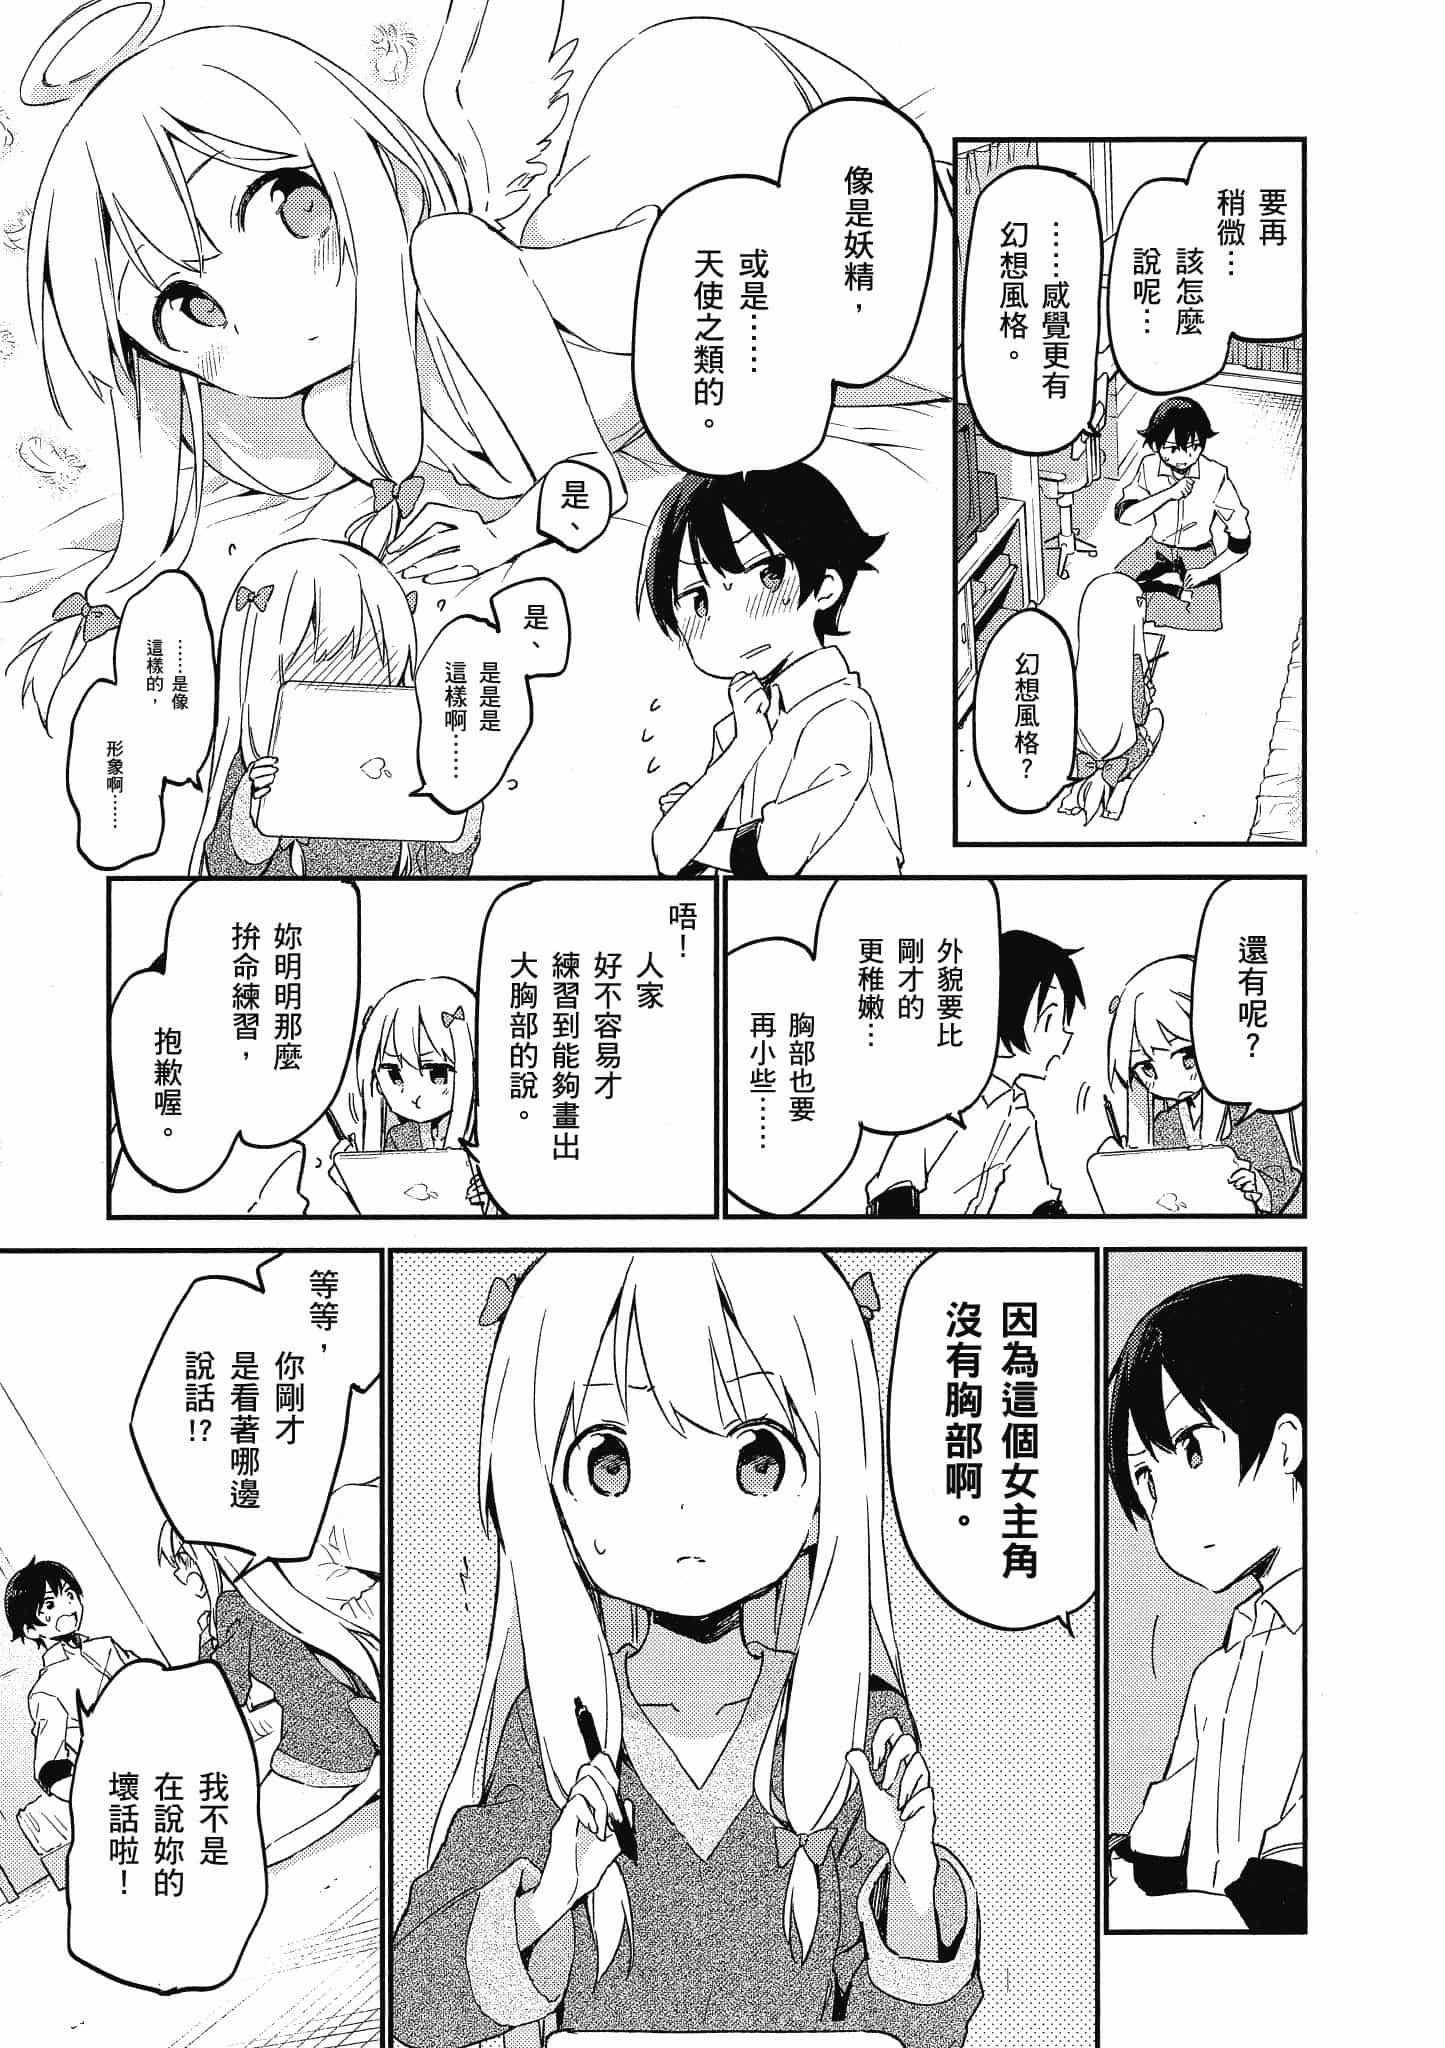 要再
稍微…
該怎麼
說呢…
……感覺更有
幻想風格。
幻想風格?
像是妖精,
或是……
天使之類的。
是、
是、
是是是
這樣啊……
……是像
這樣的,
形象啊……
還有呢?
外貌要比
剛才的
更稚嫩…
胸部也要
再小些……
唔!
人家
好不容易才
練習到能夠畫出
大胸部的說。
妳明明那麼
拚命練習,
抱歉喔。
因為這個女主角
沒有胸部啊。
等等,
你剛才
是看著哪邊
說話!?
我不是
在說妳的
壞話啦!